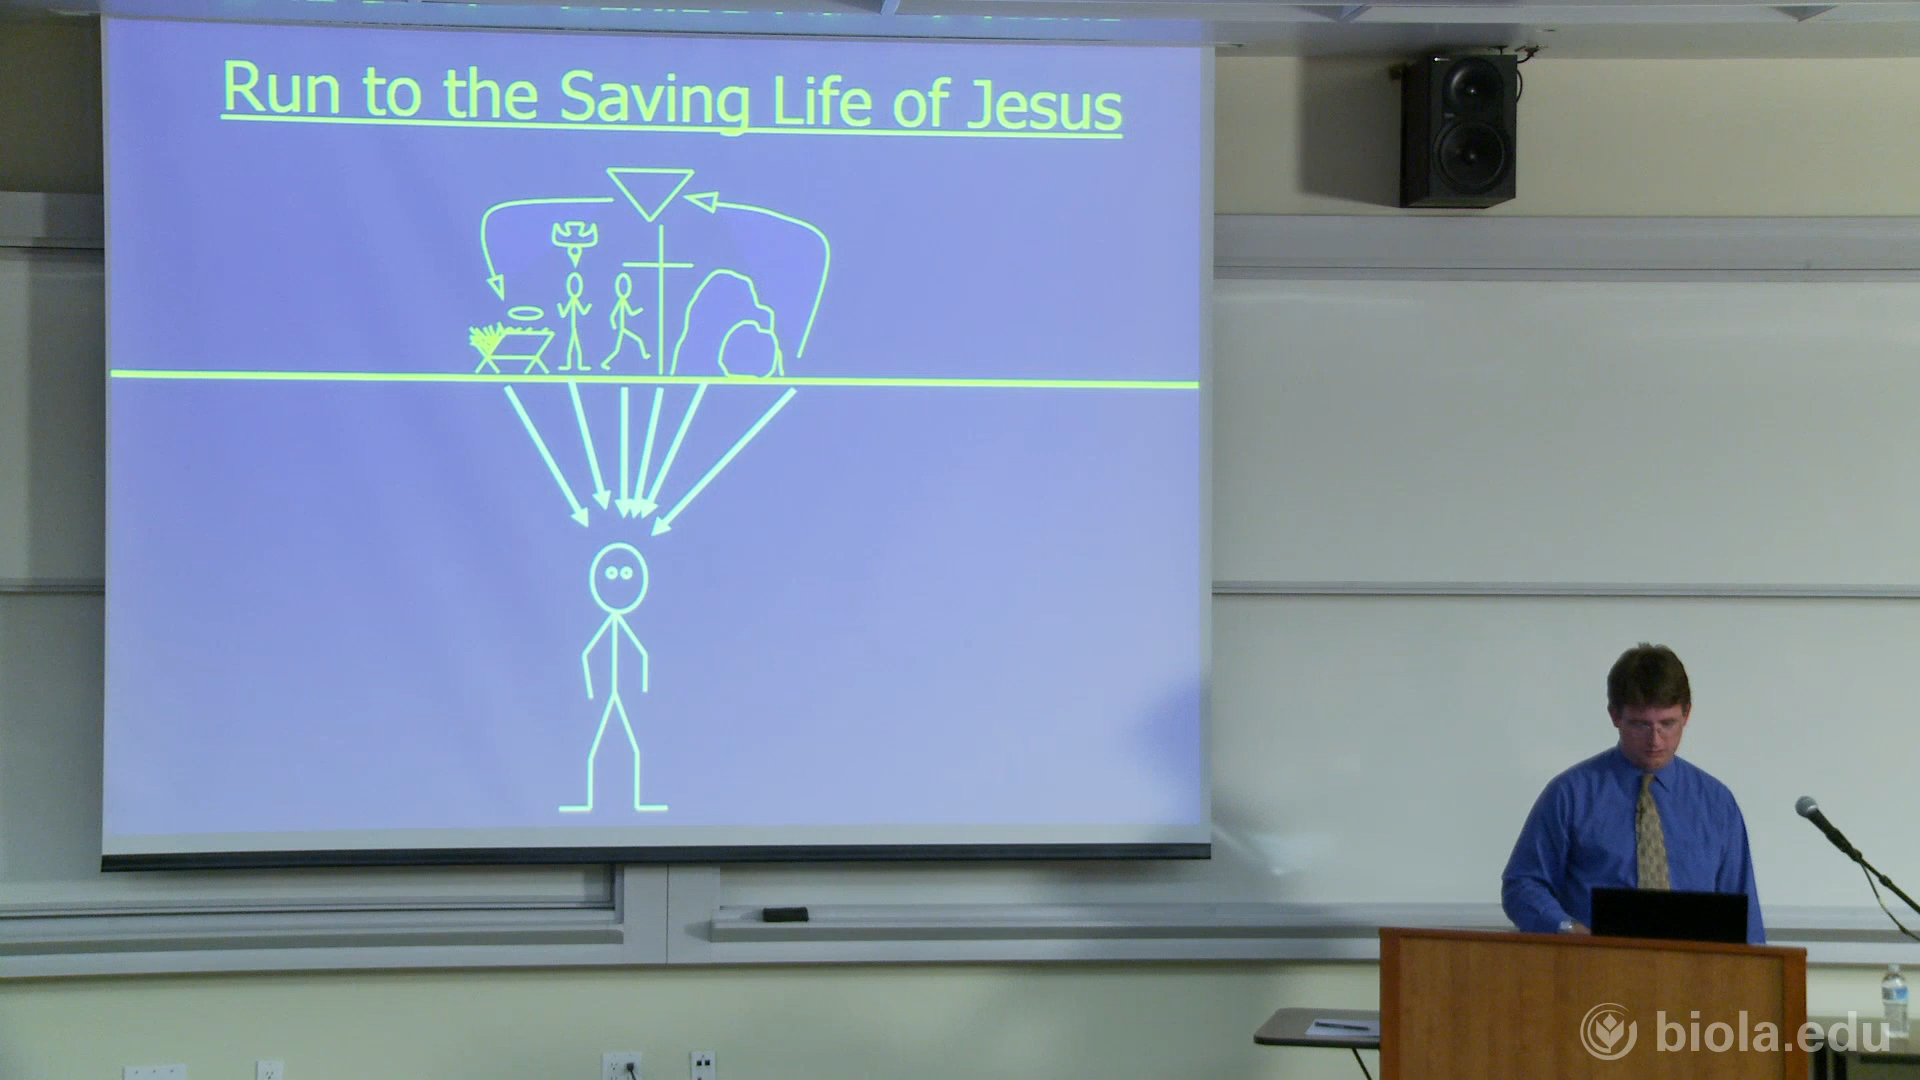 Run to the Saving Life of Jesus
biola.edu